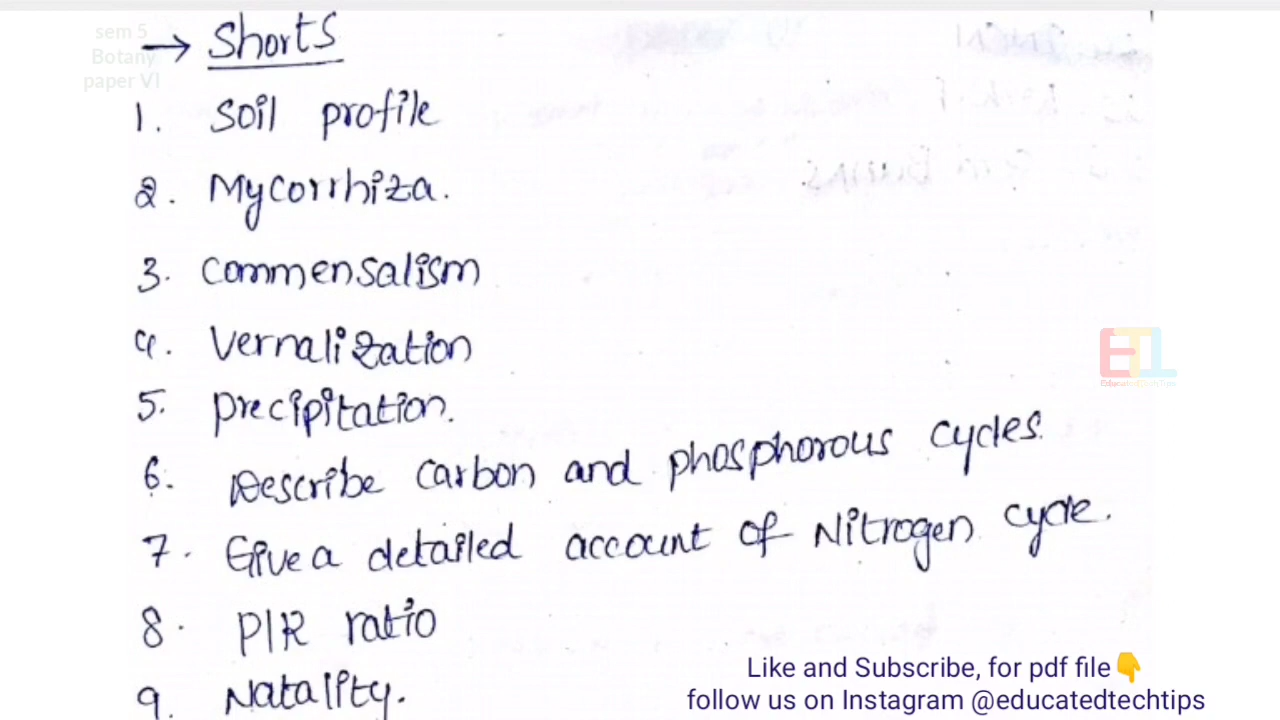 sem 5
Botany
paper VI
→ Shorts
1. Soil profile
2. Mycorrhiza.
3. Commensalism
4. Vernalization
5. precipitation.
6. Describe carbon and phosphorous cycles.
7. Give a detailed account of Nitrogen cycle.
8. P/R ratio
9. Natality.
ETL
EducatedTechTips
Like and Subscribe, for pdf file👇
follow us on Instagram @educatedtechtips